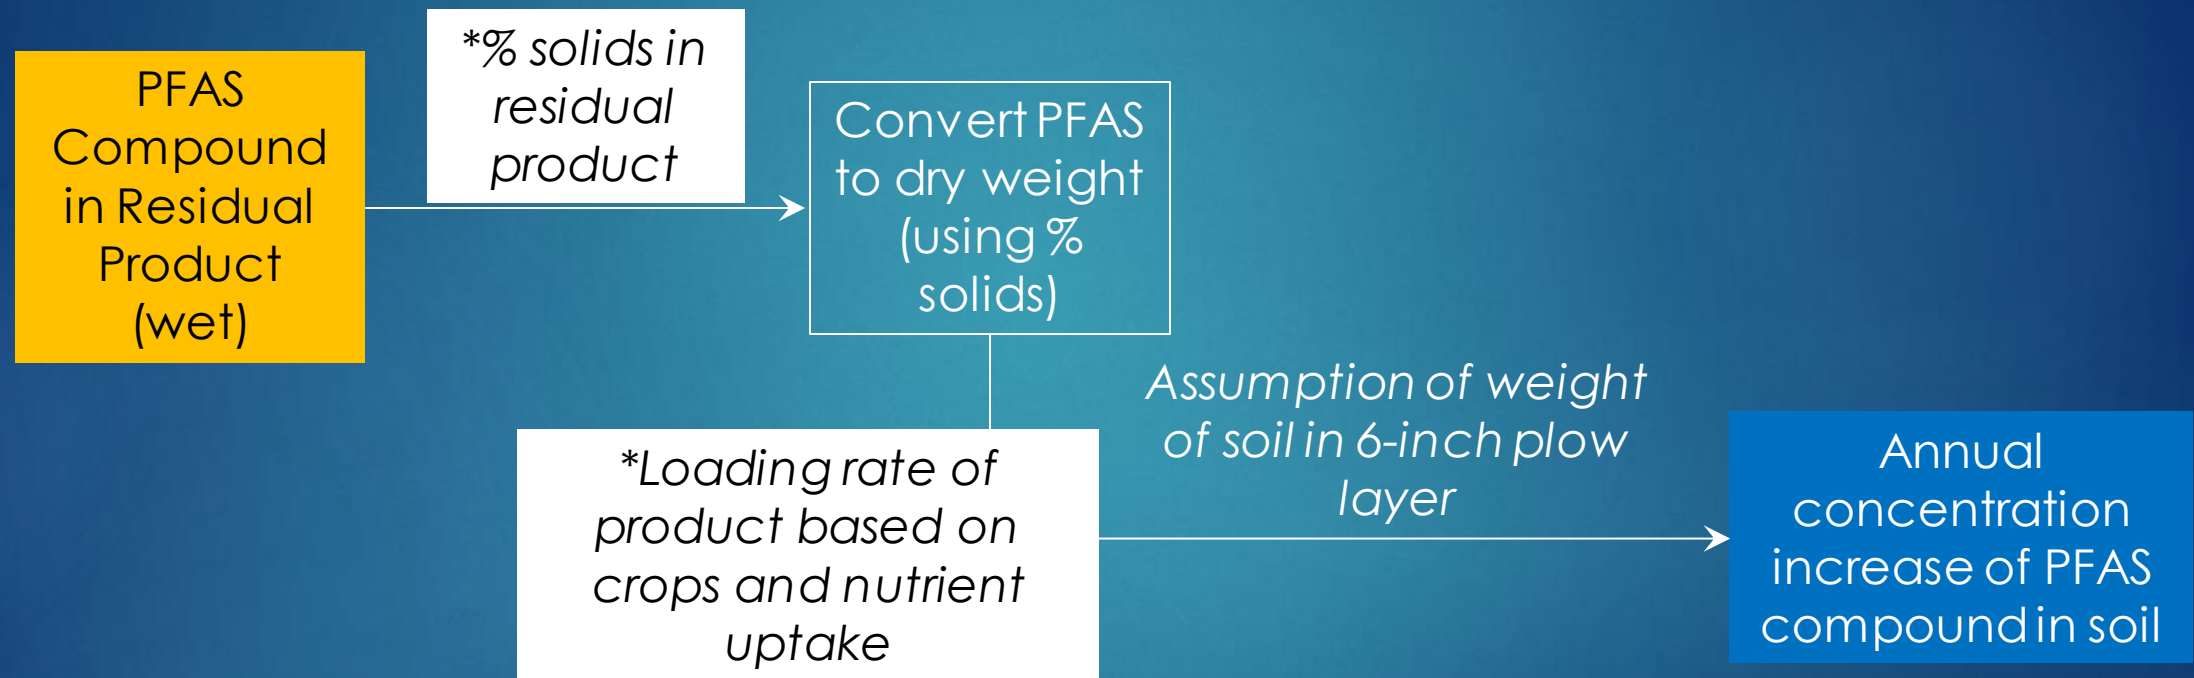 PFAS
Compound
in Residual
Product
(wet)
*% solids in
residual
product
Convert PFAS
to dry weight
(using %
solids)
*Loading rate of
product based on
crops and nutrient
uptake
Assumption of weight
of soil in 6-inch plow
layer
Annual
concentration
increase of PFAS
compound in soil